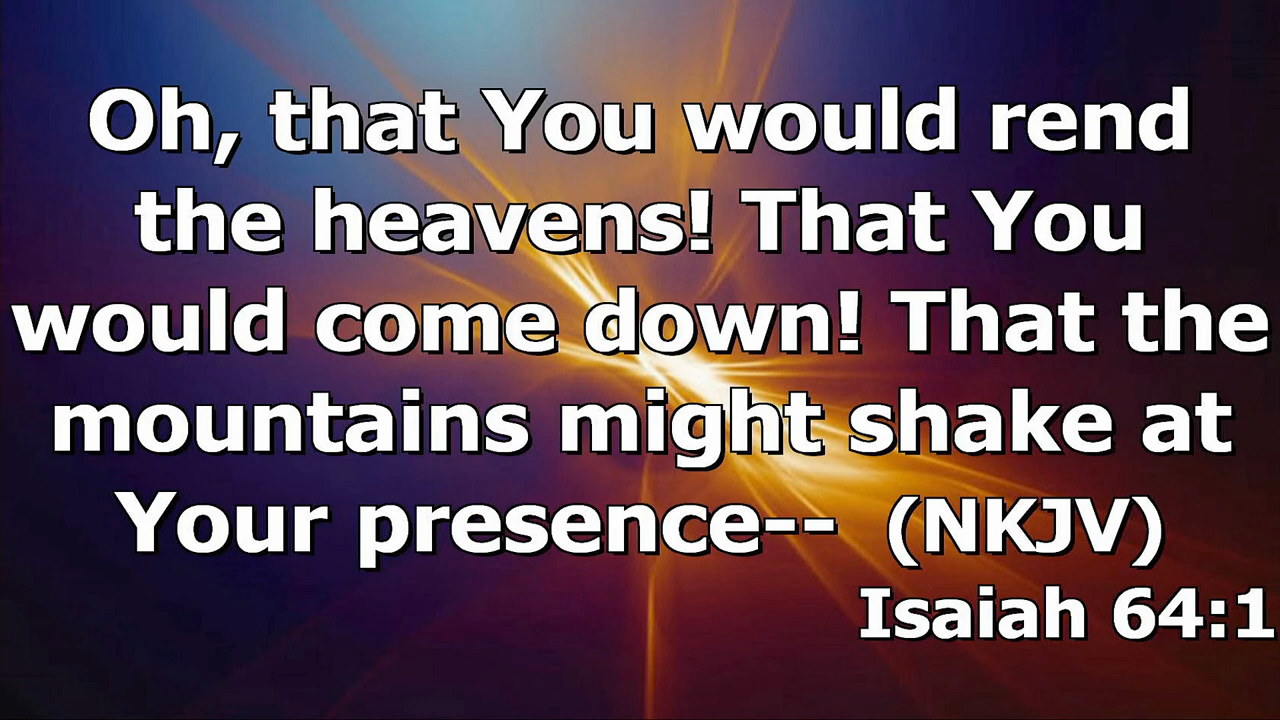 Oh, that You would rend
the heavens! That You
would come down! That the
mountains might shake at
Your presence--  (NKJV)
Isaiah 64:1